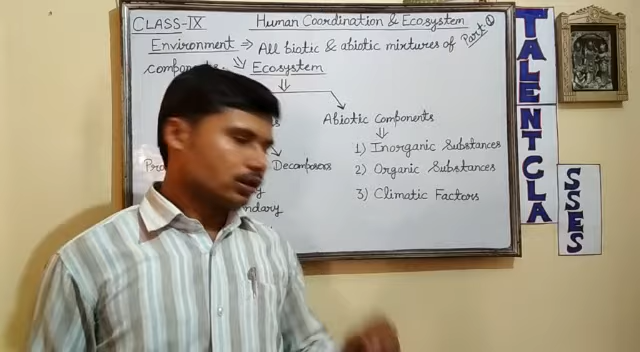 CLASS-IX
Human Coordination & Ecosystem
Part-1
Environment ⇒ All biotic & abiotic mixtures of
Ecosystem
Abiotic Components
1) Inorganic Substances
Decomposers
2) Organic Substances
3) Climatic Factors
TALENT CLA
SSES